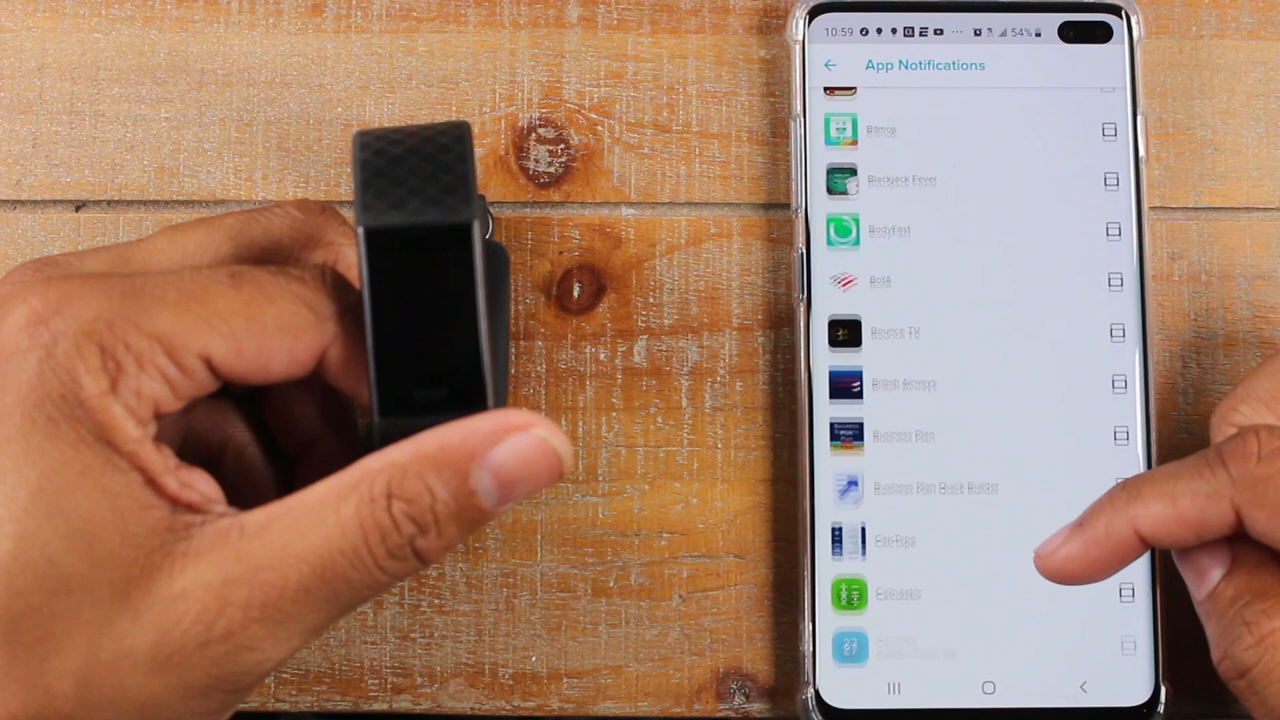 10:59 54%
App Notifications
Bitmoji
Blackjack Fever
BodyFast
BofA
Bounce TV
British Airways
Business Plan
Business Plan Quick Builder
CalcTape
Calculator